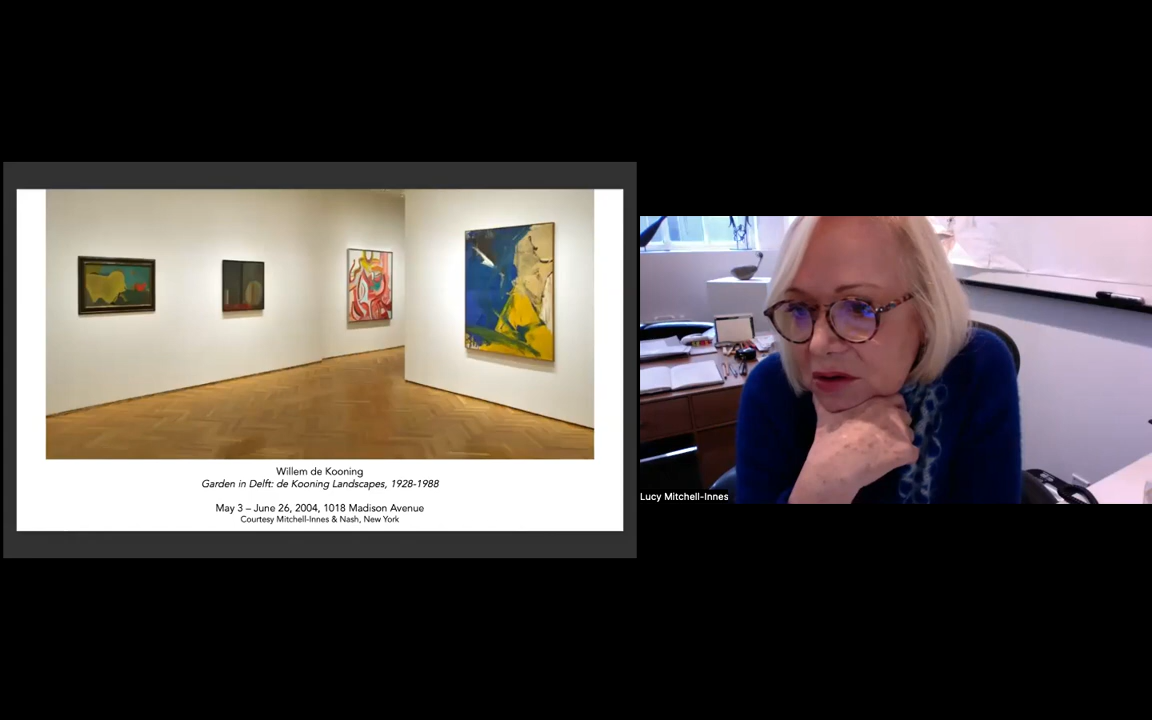 Willem de Kooning
Garden in Delft: de Kooning Landscapes, 1928-1988
May 3 – June 26, 2004, 1018 Madison Avenue
Courtesy Mitchell-Innes & Nash, New York
Lucy Mitchell-Innes